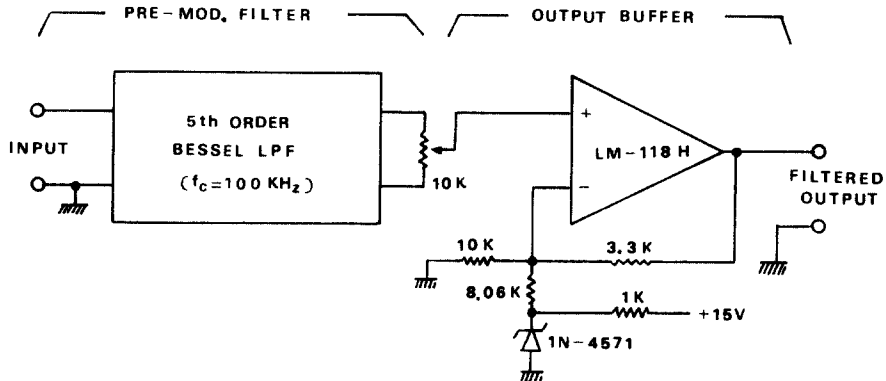 PRE-MOD. FILTER
OUTPUT BUFFER
5th ORDER
BESSEL LPF
(fc=100 KHz)
INPUT
10K
+
LM-118 H
−
FILTERED
OUTPUT
10K
3.3K
8.06K
1K
+15V
1N-4571